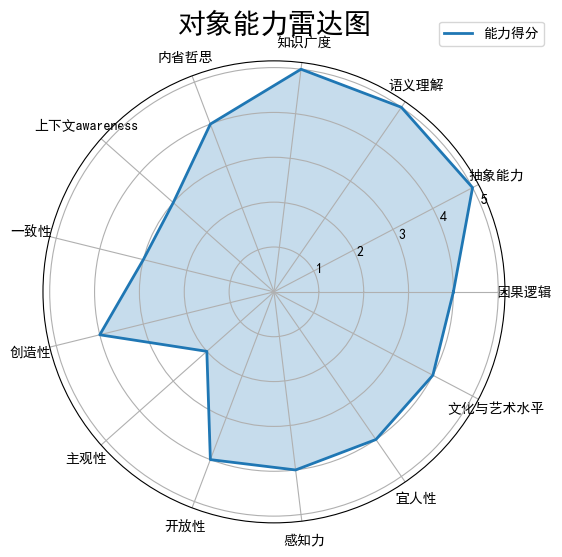 对象能力雷达图
能力得分
知识广度
内省哲思
语义理解
上下文awareness
抽象能力
5
4
3
2
1
一致性
因果逻辑
创造性
文化与艺术水平
主观性
宜人性
开放性
感知力